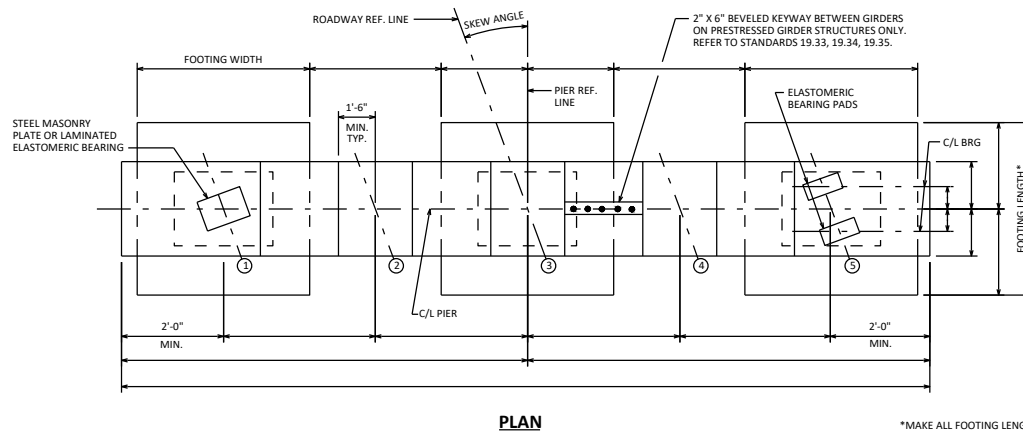 ROADWAY REF. LINE
SKEW ANGLE
2" X 6" BEVELED KEYWAY BETWEEN GIRDERS
ON PRESTRESSED GIRDER STRUCTURES ONLY.
REFER TO STANDARDS 19.33, 19.34, 19.35.
FOOTING WIDTH
PIER REF.
LINE
ELASTOMERIC
BEARING PADS
1'-6"
MIN.
TYP.
STEEL MASONRY
PLATE OR LAMINATED
ELASTOMERIC BEARING
C/L BRG
FOOTING LENGTH*
1
2
3
4
5
C/L PIER
2'-0"
MIN.
2'-0"
MIN.
PLAN
*MAKE ALL FOOTING LENG